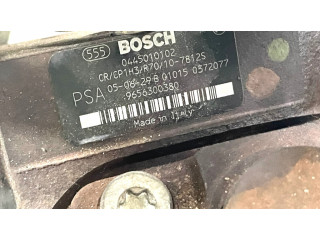 555 BOSCH
0445010102
CR/CP1H3/R70/10-7812S
PSA 05-08-29 B 01015 0372077
9656300380
Made in Italy